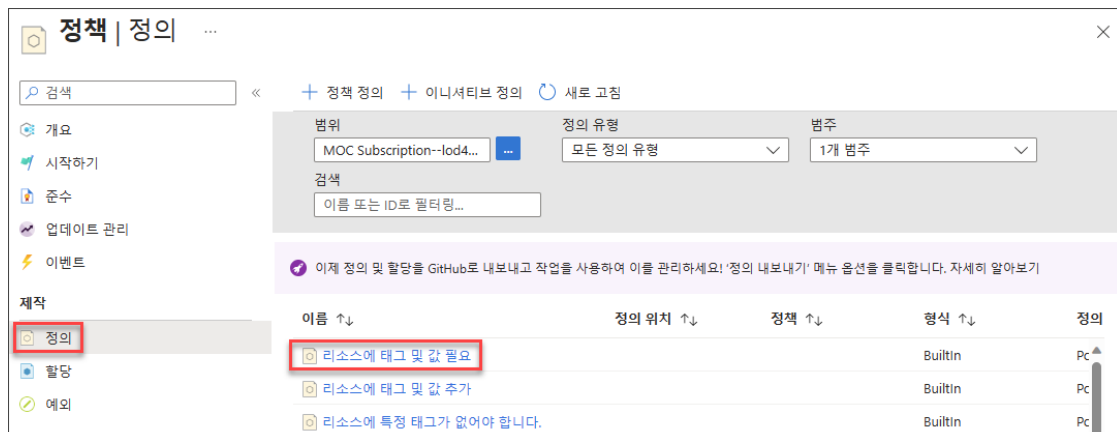 정책 | 정의 ...
검색
«
+ 정책 정의 + 이니셔티브 정의 새로 고침
개요
시작하기
준수
업데이트 관리
이벤트
제작
정의
할당
예외
범위
정의 유형
범주
MOC Subscription--lod4...
...
모든 정의 유형
1개 범주
검색
이름 또는 ID로 필터링...
이제 정의 및 할당을 GitHub로 내보내고 작업을 사용하여 이를 관리하세요! '정의 내보내기' 메뉴 옵션을 클릭합니다. 자세히 알아보기
이름 ↑↓ 정의 위치 ↑↓ 정책 ↑↓ 형식 ↑↓ 정의
리소스에 태그 및 값 필요 BuiltIn Pc
리소스에 태그 및 값 추가 BuiltIn Pc
리소스에 특정 태그가 없어야 합니다. BuiltIn Pc